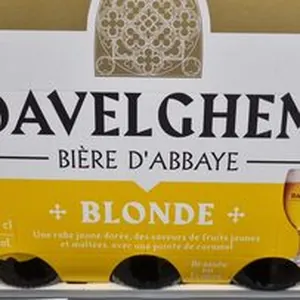 DAVELGHEM
BIÈRE D'ABBAYE
BLONDE
cl
Une robe jaune dorée, des saveurs de fruits jaunes
et maltées, avec une pointe de caramel